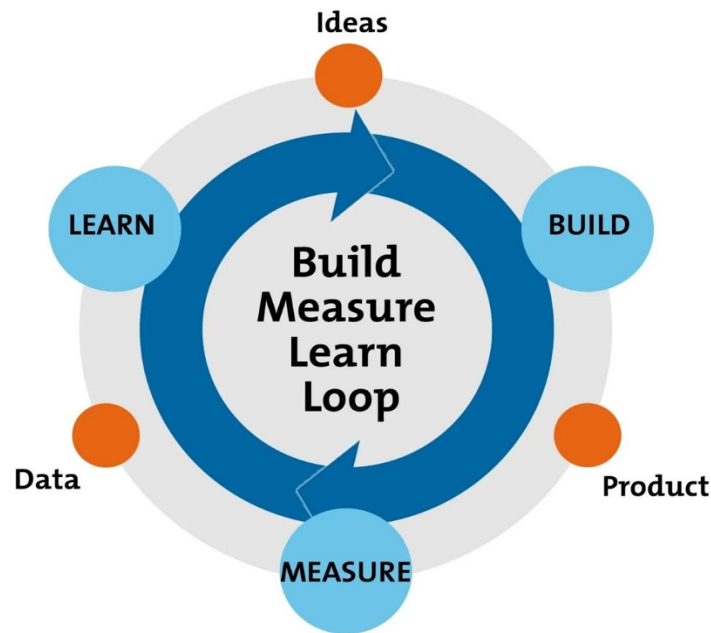 Ideas
LEARN
BUILD
Build
Measure
Learn
Loop
Data
Product
MEASURE